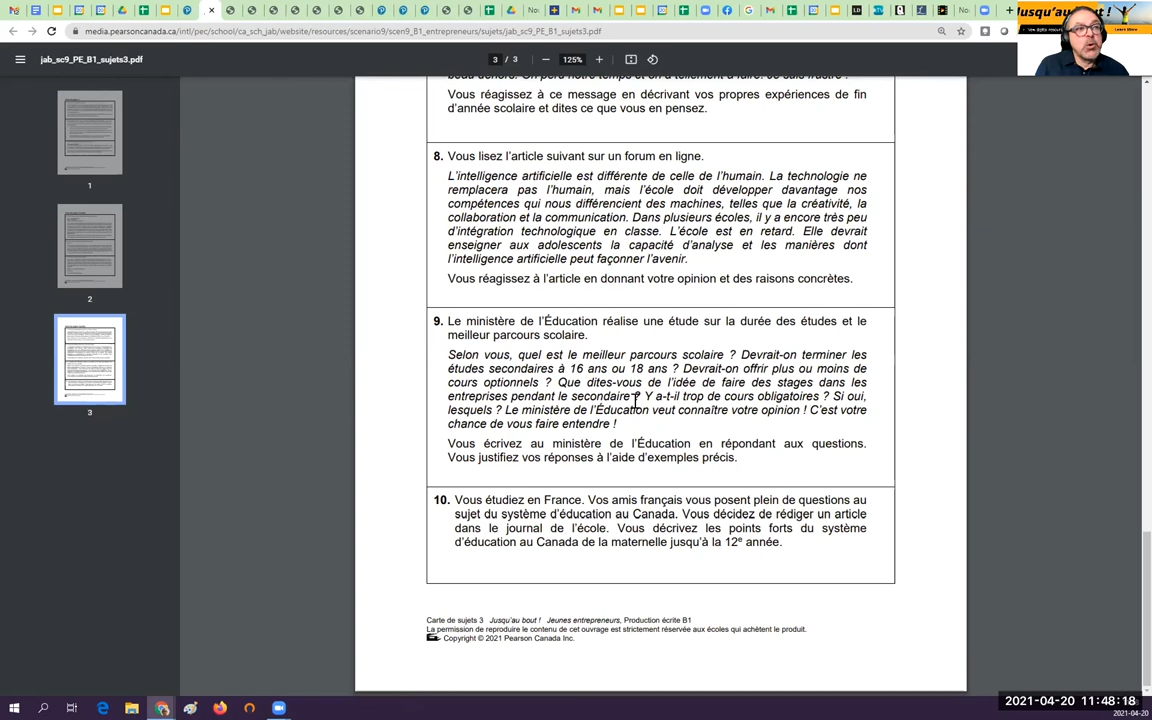 media.pearsoncanada.ca/intl/pec/school/ca_sch_jab/website/resources/scenario9/scen9_B1_entrepreneurs/sujets/jab_sc9_PE_B1_sujets3.pdf
Jusqu'au bout !
Learn More
jab_sc9_PE_B1_sujets3.pdf
3 / 3
125%
1
2
3
Vous réagissez à ce message en décrivant vos propres expériences de fin
d'année scolaire et dites ce que vous en pensez.
8. Vous lisez l'article suivant sur un forum en ligne.
L'intelligence artificielle est différente de celle de l'humain. La technologie ne
remplacera pas l'humain, mais l'école doit développer davantage nos
compétences qui nous différencient des machines, telles que la créativité, la
collaboration et la communication. Dans plusieurs écoles, il y a encore très peu
d'intégration technologique en classe. L'école est en retard. Elle devrait
enseigner aux adolescents la capacité d'analyse et les manières dont
l'intelligence artificielle peut façonner l'avenir.
Vous réagissez à l'article en donnant votre opinion et des raisons concrètes.
9. Le ministère de l'Éducation réalise une étude sur la durée des études et le
meilleur parcours scolaire.
Selon vous, quel est le meilleur parcours scolaire ? Devrait-on terminer les
études secondaires à 16 ans ou 18 ans ? Devrait-on offrir plus ou moins de
cours optionnels ? Que dites-vous de l'idée de faire des stages dans les
entreprises pendant le secondaire ? Y a-t-il trop de cours obligatoires ? Si oui,
lesquels ? Le ministère de l'Éducation veut connaître votre opinion ! C'est votre
chance de vous faire entendre !
Vous écrivez au ministère de l'Éducation en répondant aux questions.
Vous justifiez vos réponses à l'aide d'exemples précis.
10. Vous étudiez en France. Vos amis français vous posent plein de questions au
sujet du système d'éducation au Canada. Vous décidez de rédiger un article
dans le journal de l'école. Vous décrivez les points forts du système
d'éducation au Canada de la maternelle jusqu'à la 12e année.
Carte de sujets 3 Jusqu'au bout ! Jeunes entrepreneurs, Production écrite B1
La permission de reproduire le contenu de cet ouvrage est strictement réservée aux écoles qui achètent le produit.
Copyright © 2021 Pearson Canada Inc.
2021-04-20 11:48:18
2021-04-20